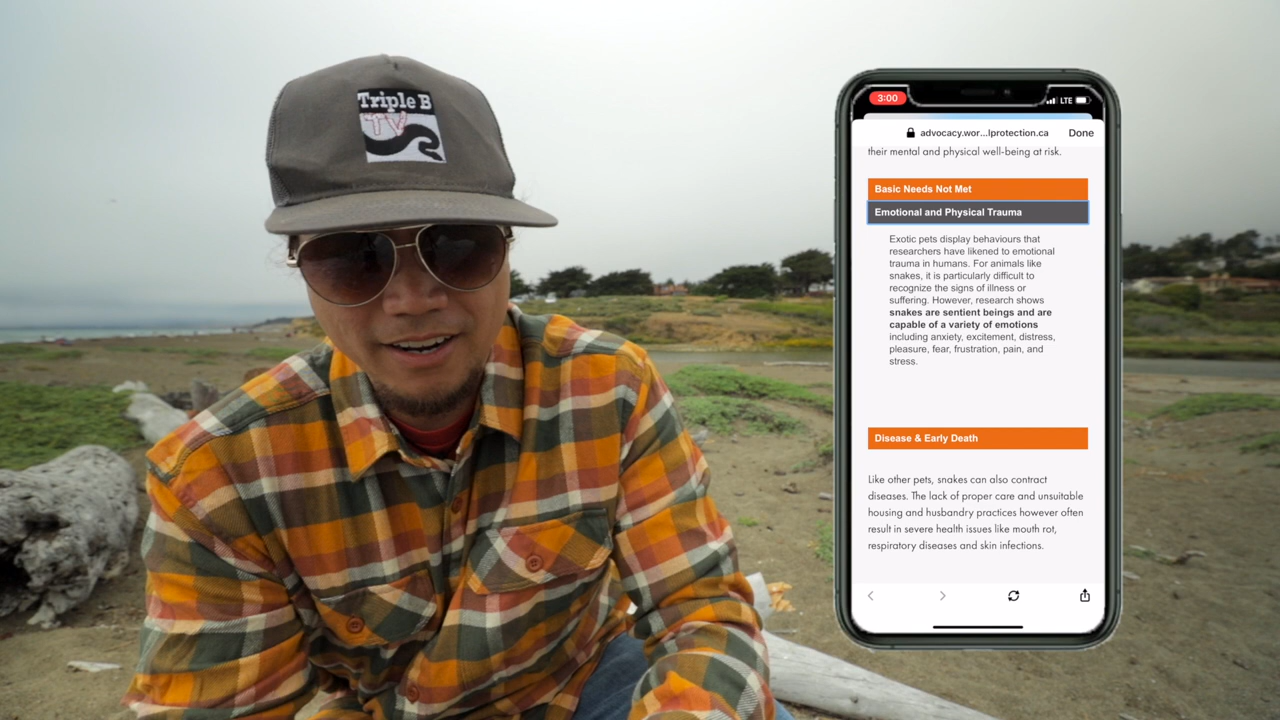 Triple B
TV
3:00
LTE
advocacy.wor...lprotection.ca
Done
their mental and physical well-being at risk.
Basic Needs Not Met
Emotional and Physical Trauma
Exotic pets display behaviours that
researchers have likened to emotional
trauma in humans. For animals like
snakes, it is particularly difficult to
recognize the signs of illness or
suffering. However, research shows
snakes are sentient beings and are
capable of a variety of emotions
including anxiety, excitement, distress,
pleasure, fear, frustration, pain, and
stress.
Disease & Early Death
Like other pets, snakes can also contract
diseases. The lack of proper care and unsuitable
housing and husbandry practices however often
result in severe health issues like mouth rot,
respiratory diseases and skin infections.